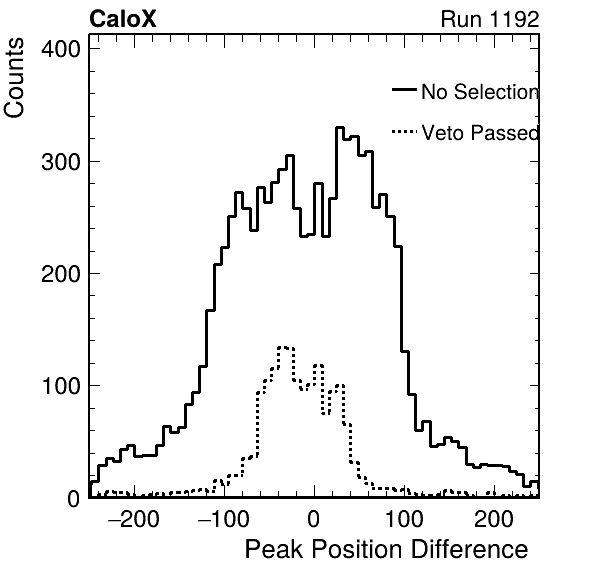 CaloX Run 1192
Counts
400
300
200
100
0
No Selection
Veto Passed
−200 −100 0 100 200
Peak Position Difference